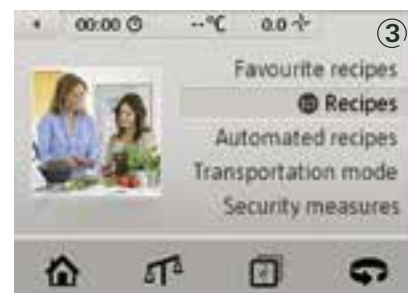 00:00 --°C 0.0
③
Favourite recipes
Recipes
Automated recipes
Transportation mode
Security measures